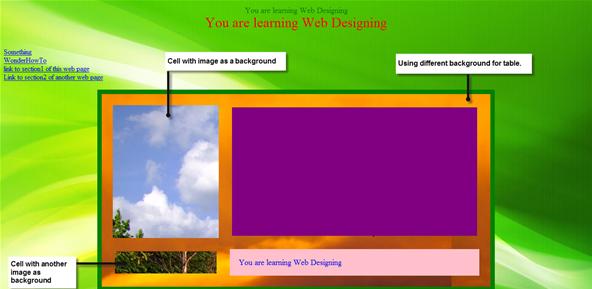 You are learning Web Designing
You are learning Web Designing
Something
WonderHowTo
link to section1 of this web page
Link to section2 of another web page
Cell with image as a background
Using different background for table.
Cell with another
image as
background
You are learning Web Designing